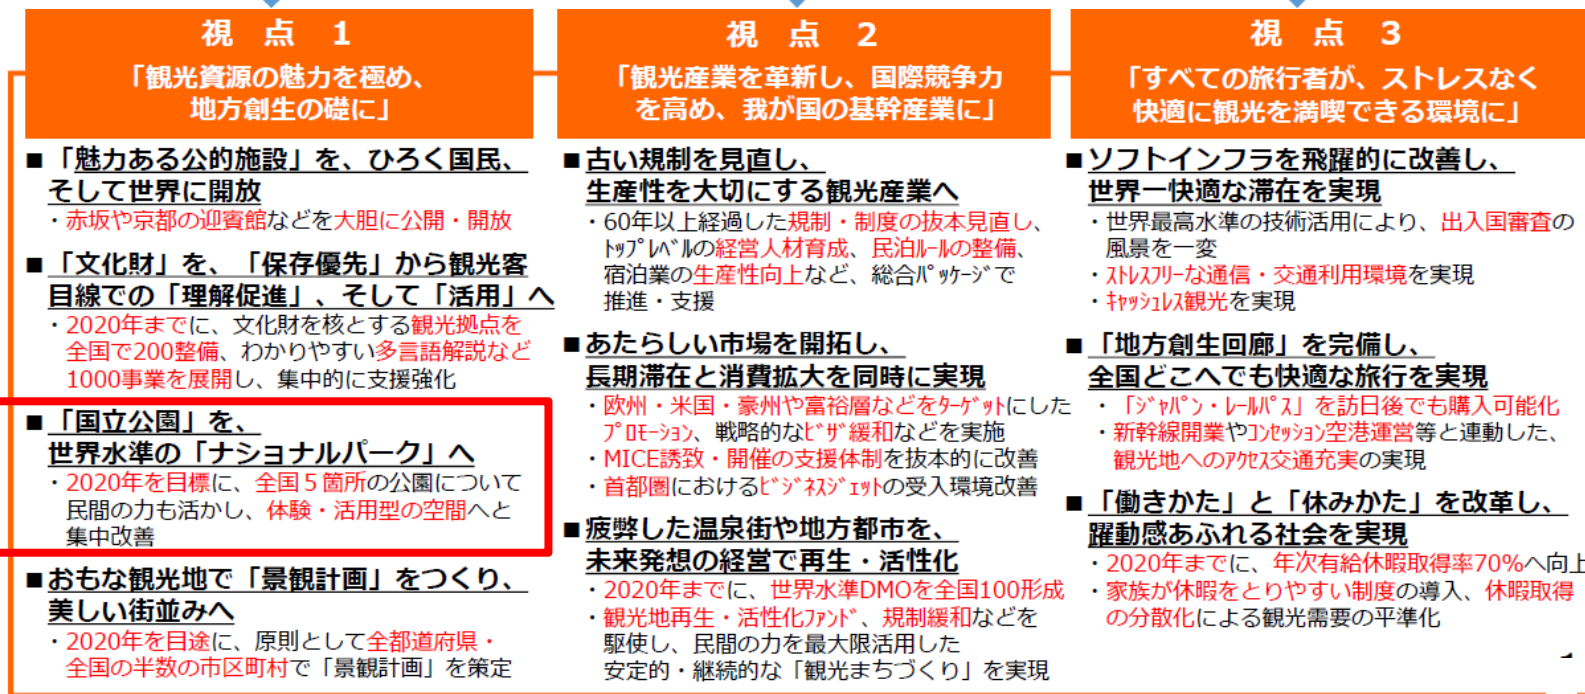 視 点 1
「観光資源の魅力を極め、
地方創生の礎に」
■「魅力ある公的施設」を、ひろく国民、
そして世界に開放
・赤坂や京都の迎賓館などを大胆に公開・開放
■「文化財」を、「保存優先」から観光客
目線での「理解促進」、そして「活用」へ
・2020年までに、文化財を核とする観光拠点を
全国で200整備、わかりやすい多言語解説など
1000事業を展開し、集中的に支援強化
■「国立公園」を、
世界水準の「ナショナルパーク」へ
・2020年を目標に、全国５箇所の公園について
民間の力も活かし、体験・活用型の空間へと
集中改善
■おもな観光地で「景観計画」をつくり、
美しい街並みへ
・2020年を目途に、原則として全都道府県・
全国の半数の市区町村で「景観計画」を策定
視 点 2
「観光産業を革新し、国際競争力
を高め、我が国の基幹産業に」
■古い規制を見直し、
生産性を大切にする観光産業へ
・60年以上経過した規制・制度の抜本見直し、
ﾄｯﾌﾟﾚﾍﾞﾙの経営人材育成、民泊ﾙｰﾙの整備、
宿泊業の生産性向上など、総合ﾊﾟｯｹｰｼﾞで
推進・支援
■あたらしい市場を開拓し、
長期滞在と消費拡大を同時に実現
・欧州・米国・豪州や富裕層などをﾀｰｹﾞｯﾄにした
ﾌﾟﾛﾓｰｼｮﾝ、戦略的なﾋﾞｻﾞ緩和などを実施
・MICE誘致・開催の支援体制を抜本的に改善
・首都圏におけるﾋﾞｼﾞﾈｽｼﾞｪｯﾄの受入環境改善
■疲弊した温泉街や地方都市を、
未来発想の経営で再生・活性化
・2020年までに、世界水準DMOを全国100形成
・観光地再生・活性化ﾌｧﾝﾄﾞ、規制緩和などを
駆使し、民間の力を最大限活用した
安定的・継続的な「観光まちづくり」を実現
視 点 3
「すべての旅行者が、ストレスなく
快適に観光を満喫できる環境に」
■ソフトインフラを飛躍的に改善し、
世界一快適な滞在を実現
・世界最高水準の技術活用により、出入国審査の
風景を一変
・ｽﾄﾚｽﾌﾘｰな通信・交通利用環境を実現
・ｷｬｯｼｭﾚｽ観光を実現
■「地方創生回廊」を完備し、
全国どこへでも快適な旅行を実現
・「ｼﾞｬﾊﾟﾝ・ﾚｰﾙﾊﾟｽ」を訪日後でも購入可能化
・新幹線開業やｺﾝｾｯｼｮﾝ空港運営等と連動した、
観光地へのｱｸｾｽ交通充実の実現
■「働きかた」と「休みかた」を改革し、
躍動感あふれる社会を実現
・2020年までに、年次有給休暇取得率70%へ向上
・家族が休暇をとりやすい制度の導入、休暇取得
の分散化による観光需要の平準化